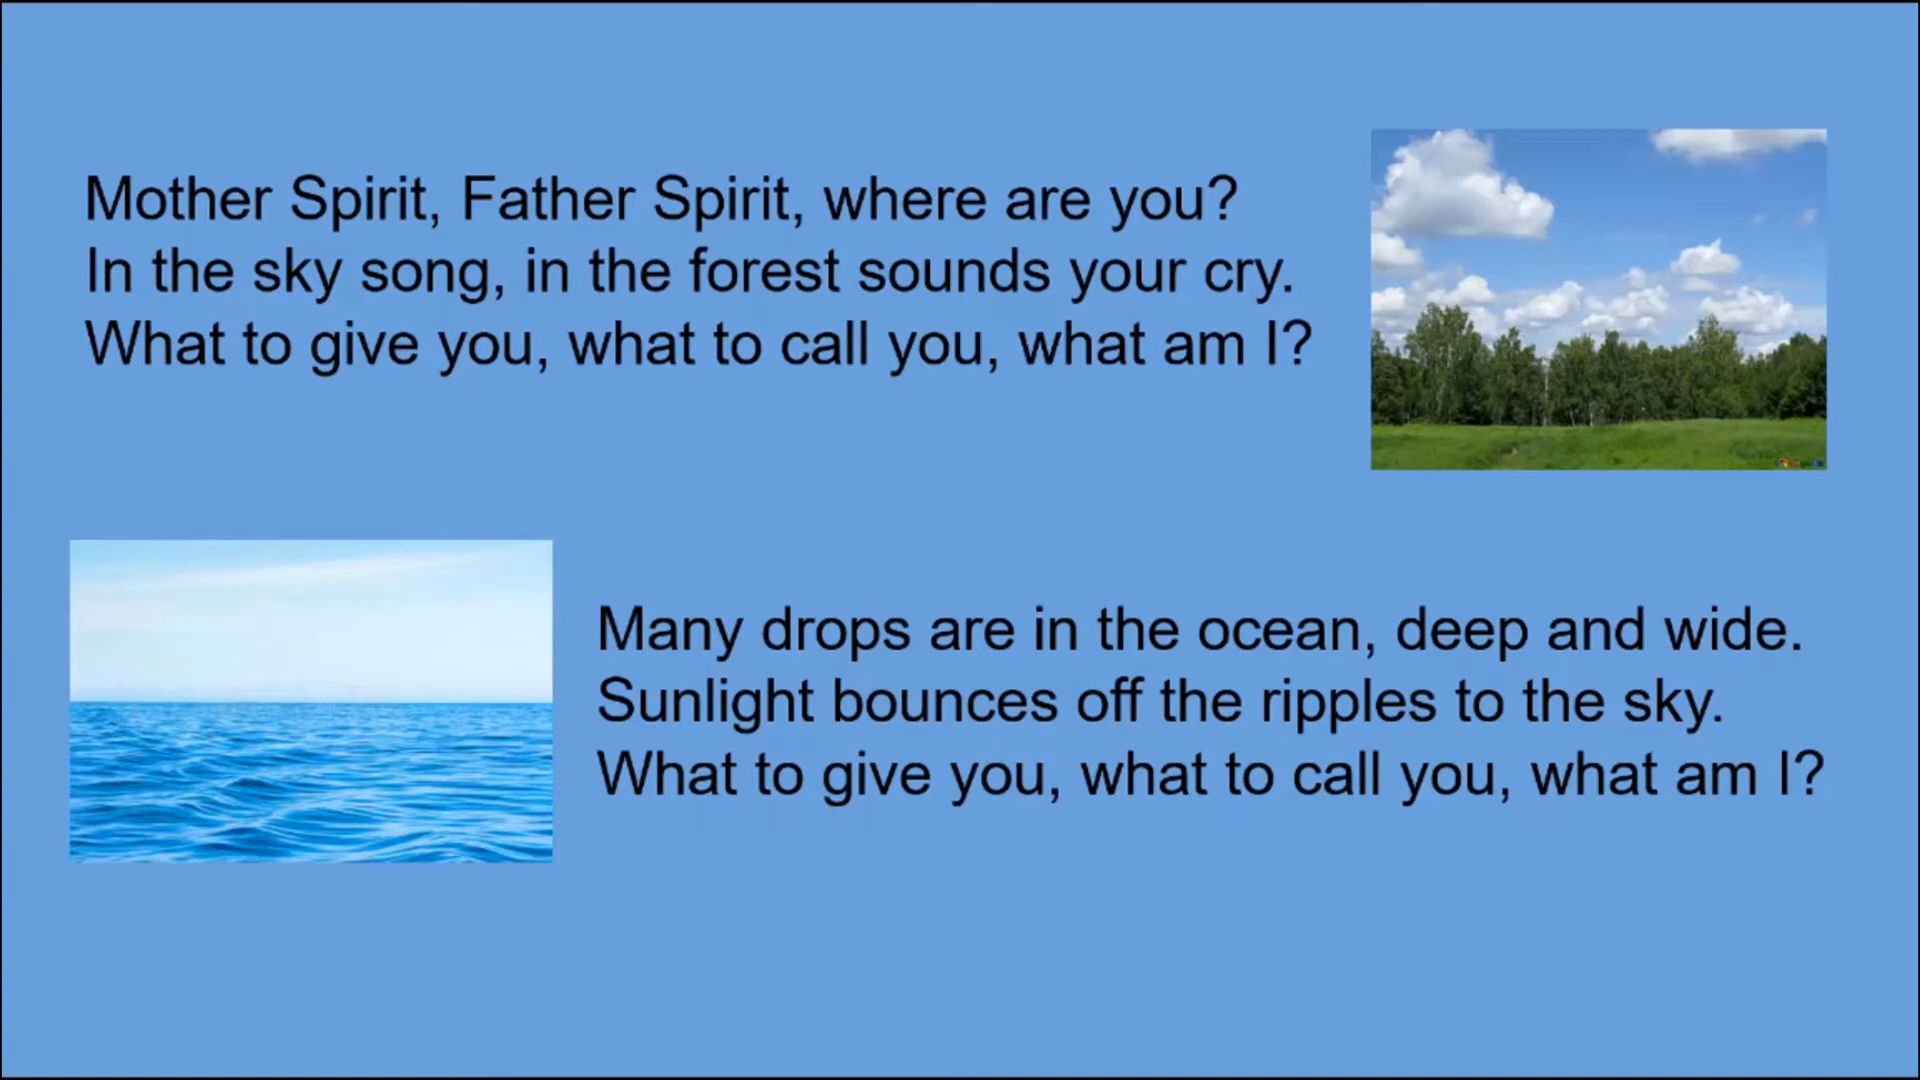 Mother Spirit, Father Spirit, where are you?
In the sky song, in the forest sounds your cry.
What to give you, what to call you, what am I?
Many drops are in the ocean, deep and wide.
Sunlight bounces off the ripples to the sky.
What to give you, what to call you, what am I?